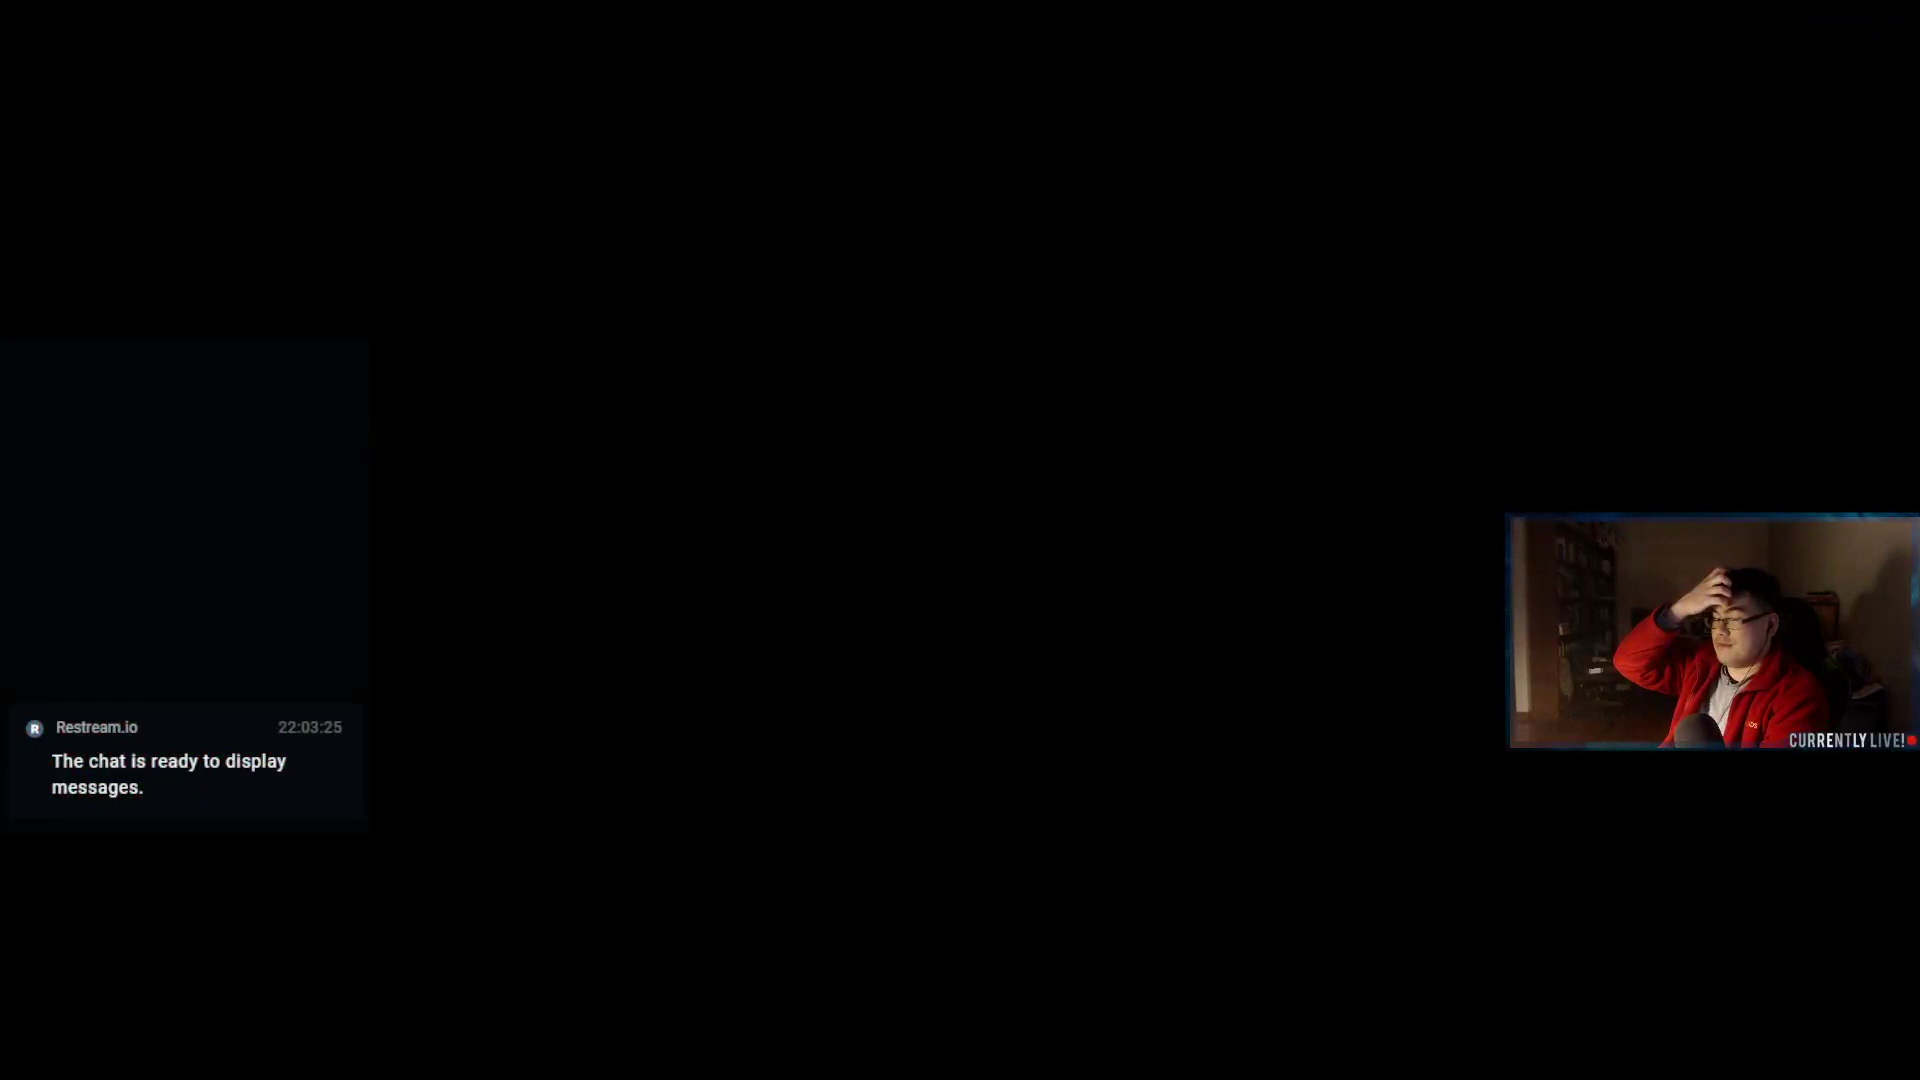 Restream.io 22:03:25
The chat is ready to display
messages.
CURRENTLY LIVE!